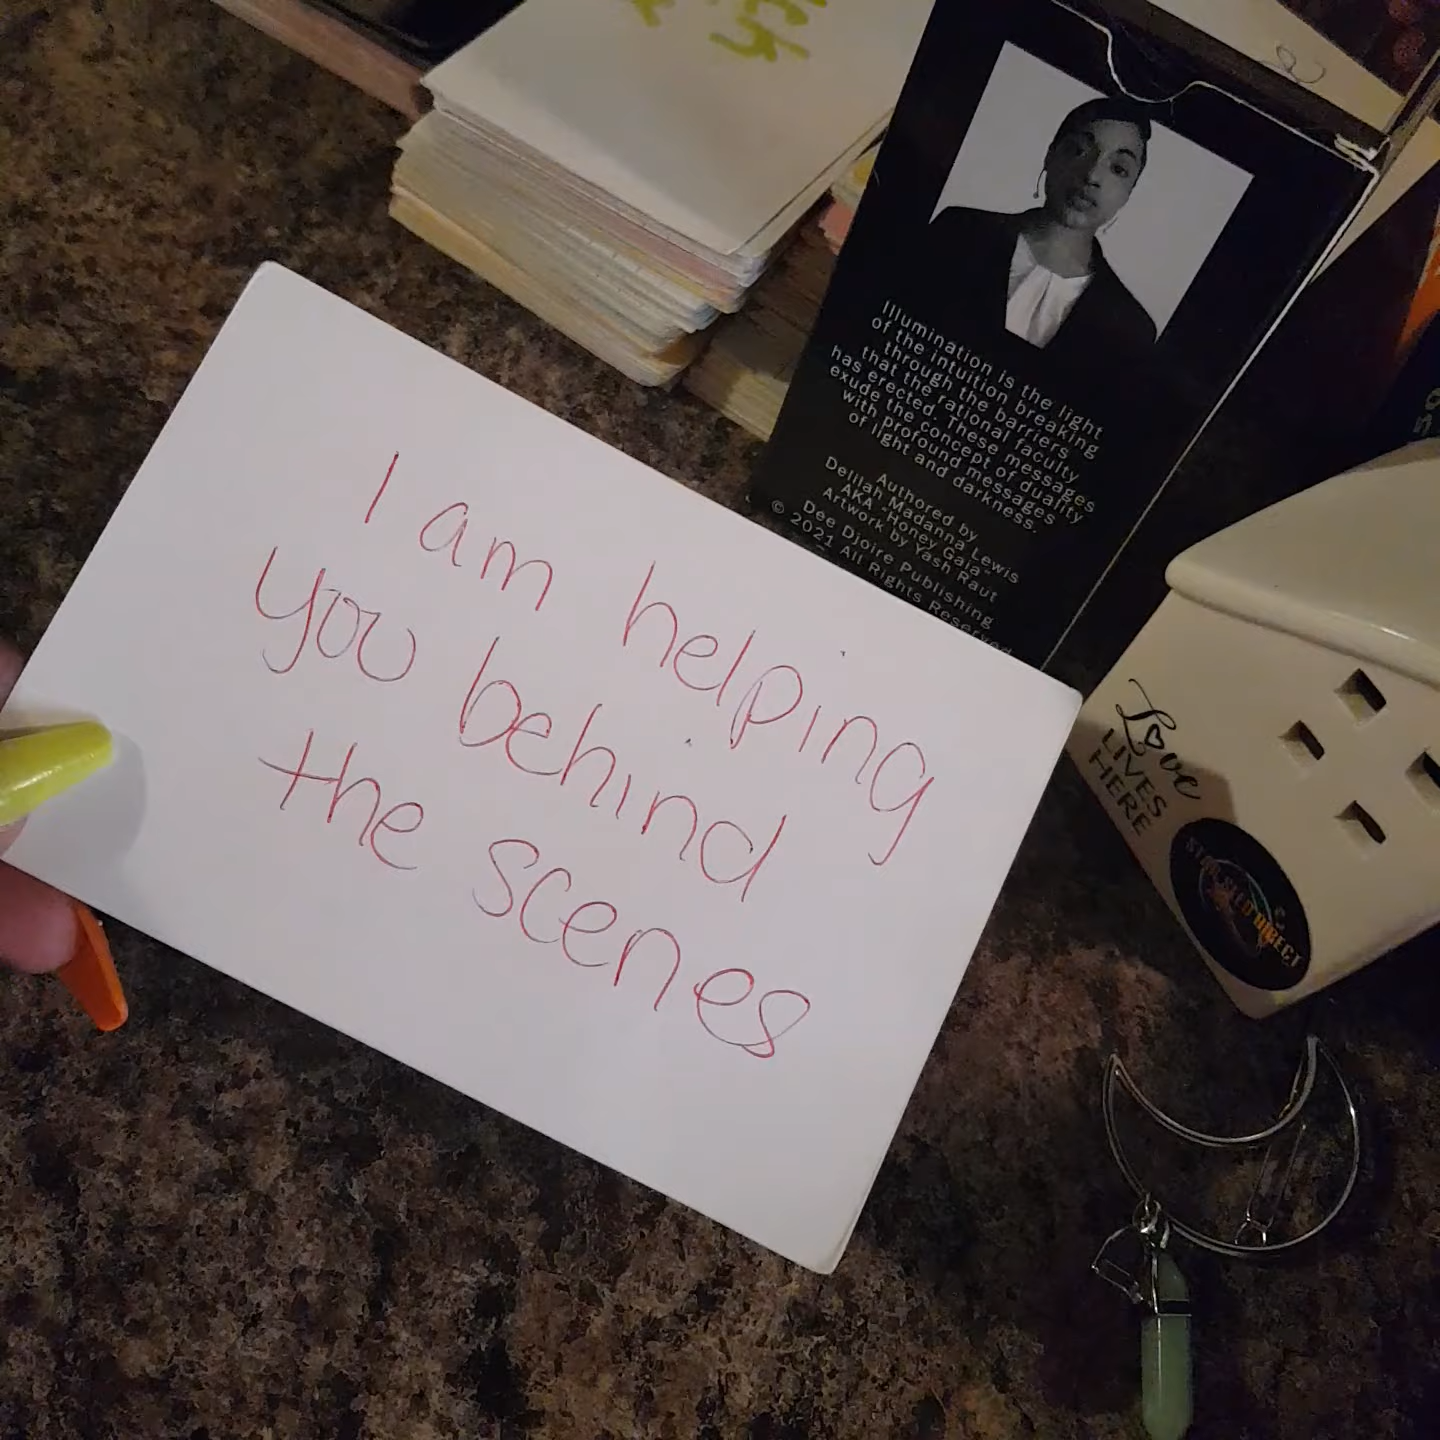 I am helping
you behind
the scenes
Illumination is the light
of the intuition breaking
through the barriers
that the rational faculty
has erected. These messages
exude the concept of duality
with profound messages
of light and darkness.
Authored by
Delilah Madanna Lewis
AKA "Honey Gaia"
Artwork by Yash Raut
Dee Djoire Publishing
© 2021 All Rights Reserved
Love
LIVES
HERE
STAR SEED DIRECT